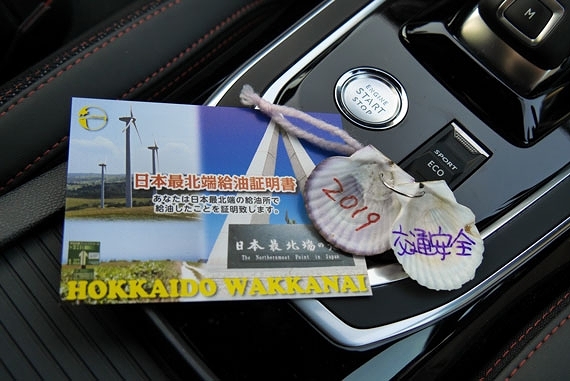 M
ENGINE
START
STOP
SPORT
ECO
日本最北端給油証明書
あなたは日本最北端の給油所で
給油したことを証明致します。
日本最北端の
The Northernmost Point in Japan
HOKKAIDO WAKKANAI
2019
交通安全